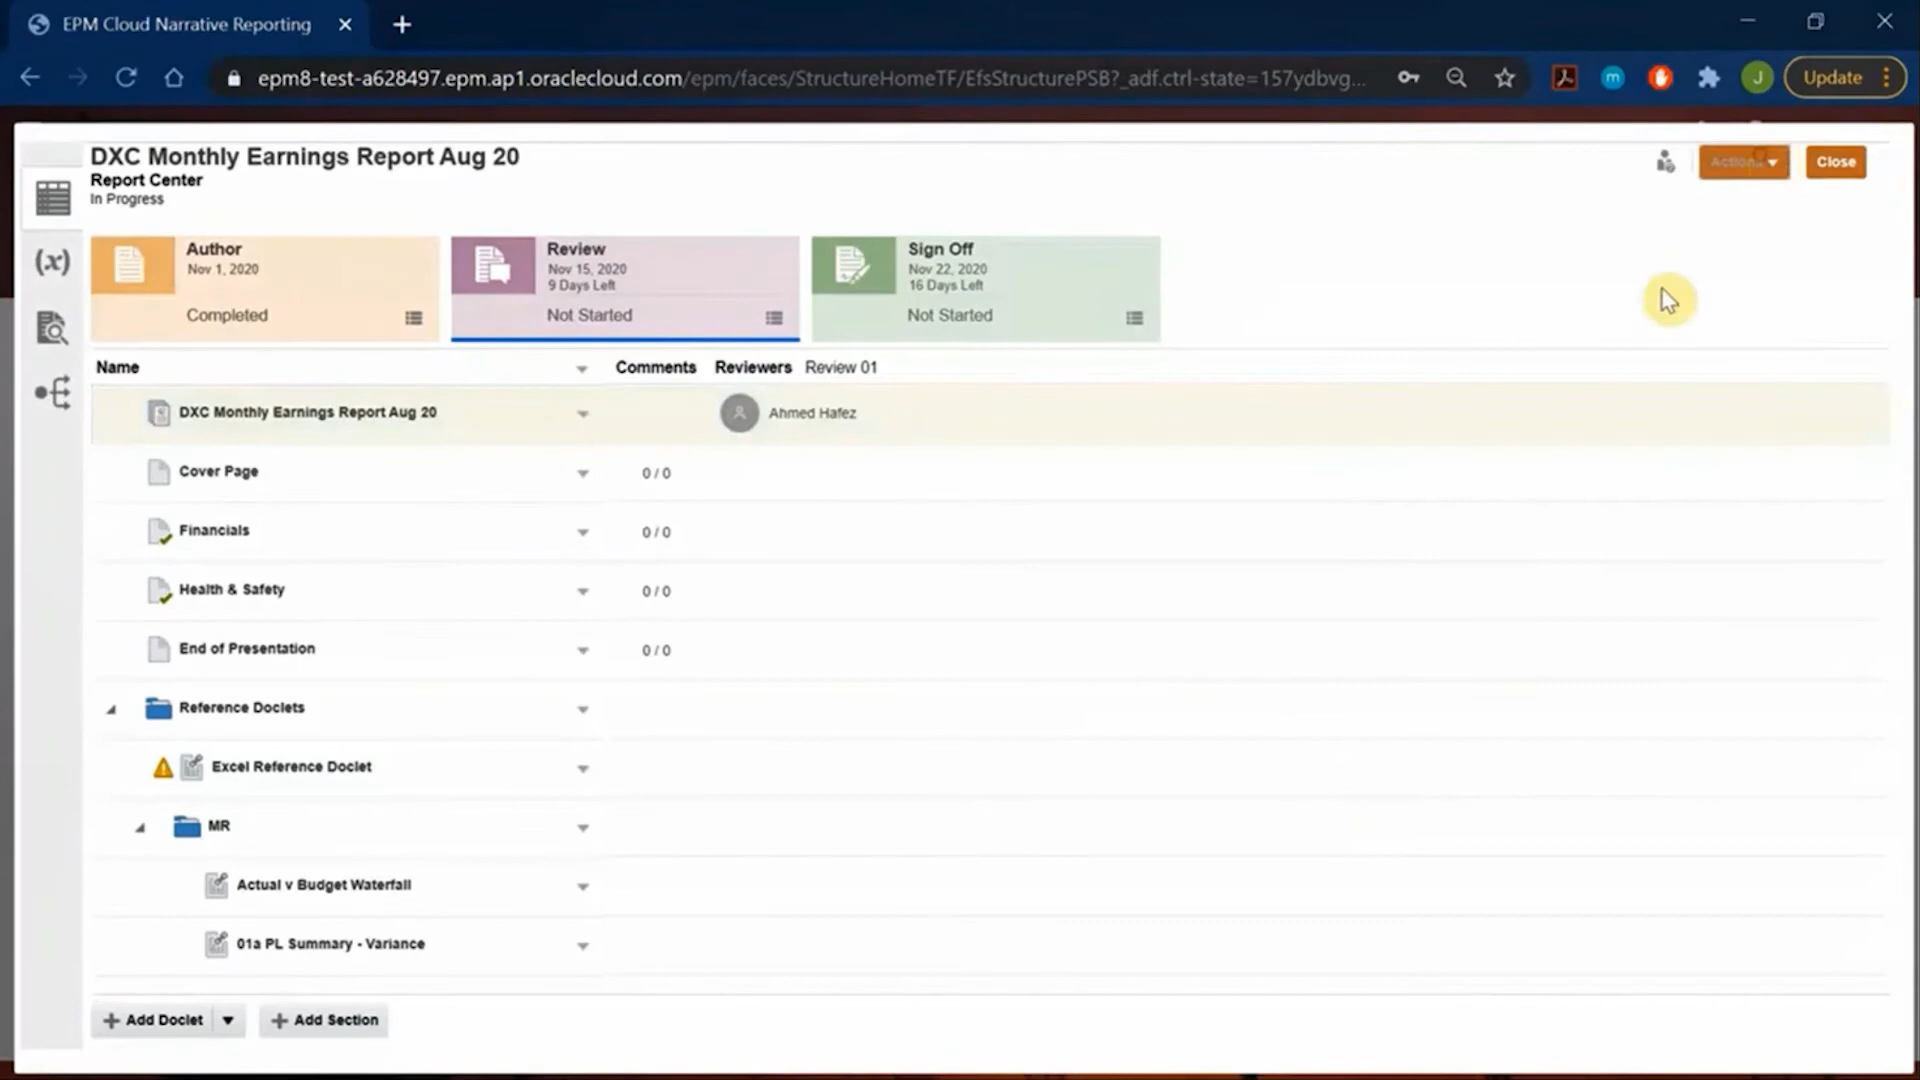 EPM Cloud Narrative Reporting
epm8-test-a628497.epm.ap1.oraclecloud.com/epm/faces/StructureHomeTF/EfsStructurePSB?_adf.ctrl-state=157ydbvg...
m
J
Update
DXC Monthly Earnings Report Aug 20
Report Center
In Progress
Actions
Close
(x)
Author
Nov 1, 2020
Completed
Review
Nov 15, 2020
9 Days Left
Not Started
Sign Off
Nov 22, 2020
16 Days Left
Not Started
Name
Comments
Reviewers
Review 01
DXC Monthly Earnings Report Aug 20
Ahmed Hafez
Cover Page
0 / 0
Financials
0 / 0
Health & Safety
0 / 0
End of Presentation
0 / 0
Reference Doclets
Excel Reference Doclet
MR
Actual v Budget Waterfall
01a PL Summary - Variance
Add Doclet
Add Section